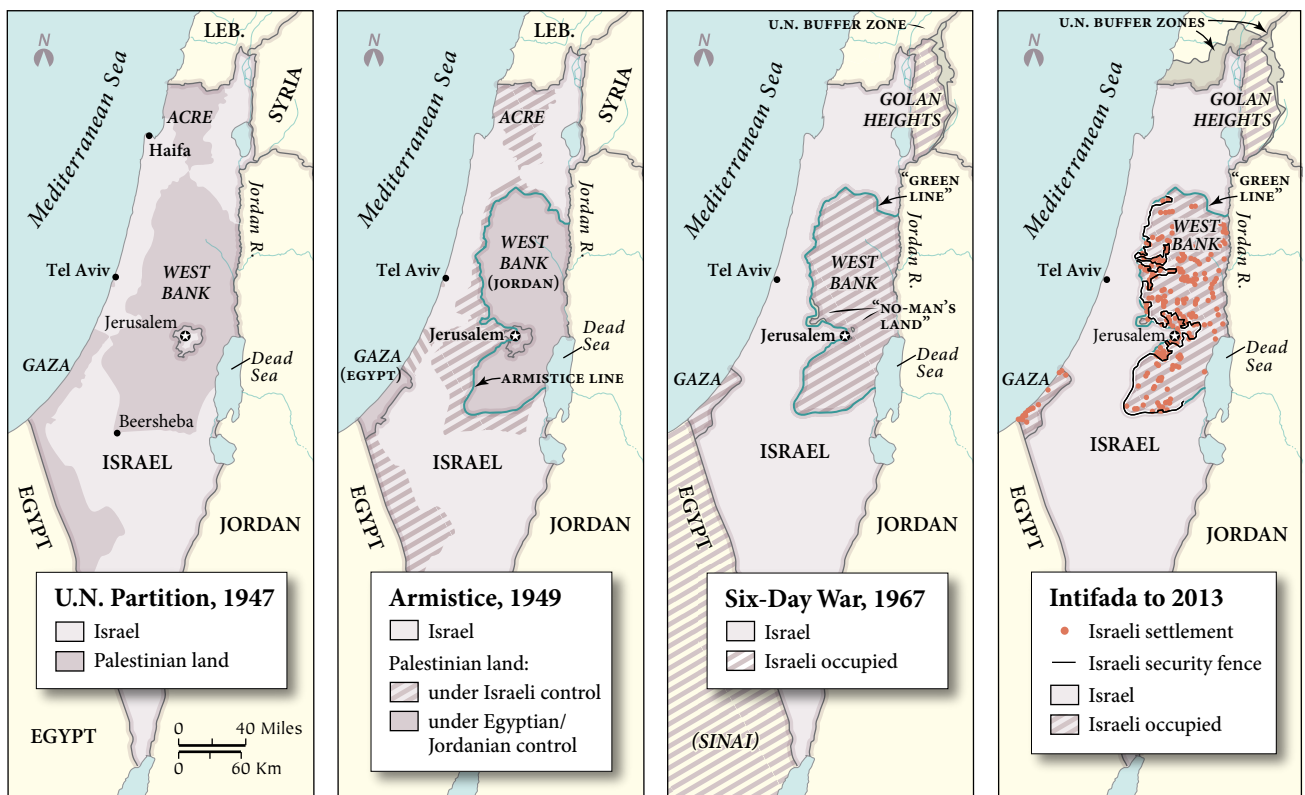 N
LEB.
SYRIA
Mediterranean Sea
ACRE
Haifa
Jordan R.
Tel Aviv
WEST
BANK
Jerusalem
GAZA
Dead
Sea
Beersheba
ISRAEL
EGYPT
JORDAN
U.N. Partition, 1947
Israel
Palestinian land
EGYPT
0 40 Miles
0 60 Km
N
LEB.
SYRIA
Mediterranean Sea
ACRE
Jordan R.
Tel Aviv
WEST
BANK
(JORDAN)
Jerusalem
Dead
Sea
GAZA
(EGYPT)
ARMISTICE LINE
ISRAEL
EGYPT
JORDAN
Armistice, 1949
Israel
Palestinian land:
under Israeli control
under Egyptian/
Jordanian control
U.N. BUFFER ZONE
N
Mediterranean Sea
GOLAN
HEIGHTS
“GREEN
LINE”
Jordan R.
Tel Aviv
WEST
BANK
“NO-MAN’S
LAND”
Jerusalem
Dead
Sea
GAZA
ISRAEL
EGYPT
JORDAN
Six-Day War, 1967
Israel
Israeli occupied
(SINAI)
U.N. BUFFER ZONES
N
Mediterranean Sea
GOLAN
HEIGHTS
“GREEN
LINE”
WEST
BANK
Jordan R.
Tel Aviv
Jerusalem
Dead
Sea
GAZA
ISRAEL
EGYPT
JORDAN
Intifada to 2013
Israeli settlement
Israeli security fence
Israel
Israeli occupied